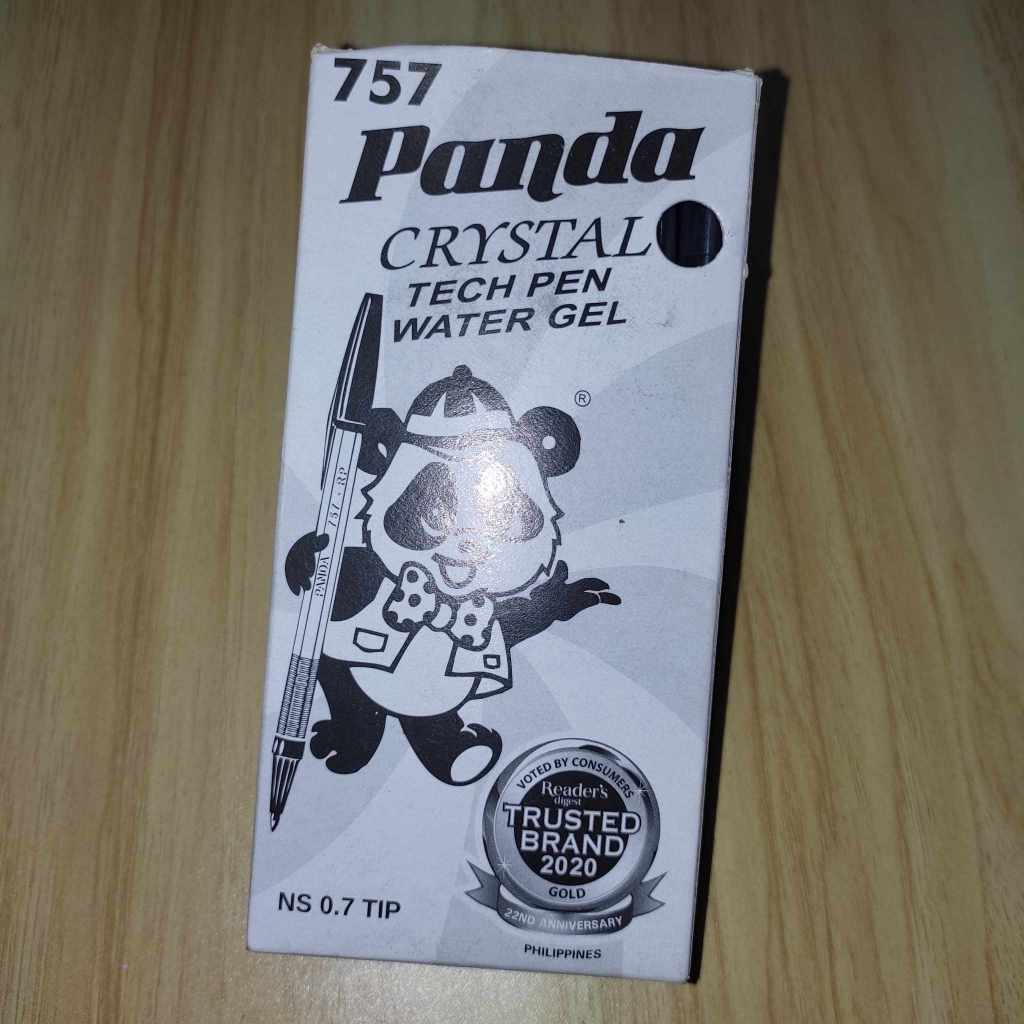 757
Panda
CRYSTAL
TECH PEN
WATER GEL
®
PANDA 757 · RP
VOTED BY CONSUMERS
Reader's
digest
TRUSTED
BRAND
2020
GOLD
22ND ANNIVERSARY
PHILIPPINES
NS 0.7 TIP